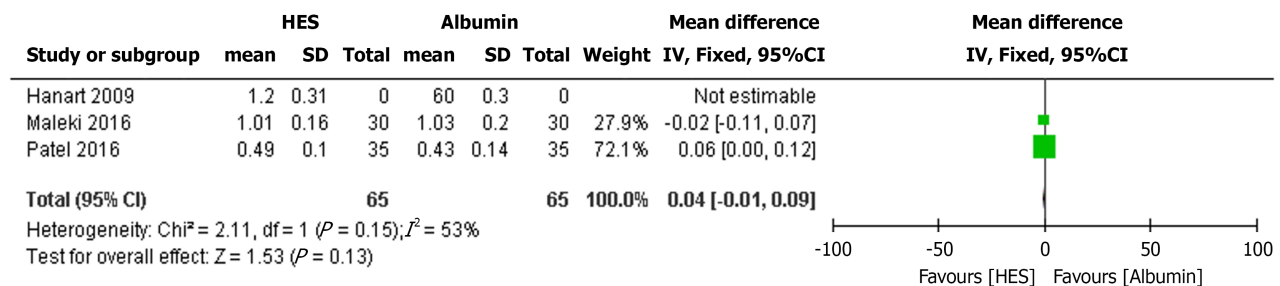 HES Albumin Mean difference Mean difference
Study or subgroup mean SD Total mean SD Total Weight IV, Fixed, 95%CI IV, Fixed, 95%CI
Hanart 2009 1.2 0.31 0 60 0.3 0 Not estimable
Maleki 2016 1.01 0.16 30 1.03 0.2 30 27.9% -0.02 [-0.11, 0.07]
Patel 2016 0.49 0.1 35 0.43 0.14 35 72.1% 0.06 [0.00, 0.12]
Total (95% CI) 65 65 100.0% 0.04 [-0.01, 0.09]
Heterogeneity: Chi² = 2.11, df = 1 (P = 0.15); I² = 53%
Test for overall effect: Z = 1.53 (P = 0.13)
-100 -50 0 50 100
Favours [HES] Favours [Albumin]